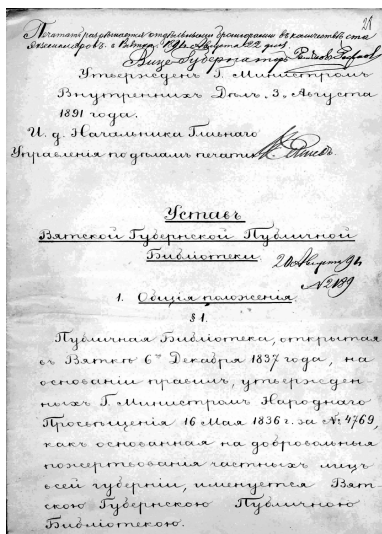 28
Печатать разрешается отдельными брошюрами въ количествѣ ста
экземпляровъ. г. Вятка, 1891 г. Августа 22 дня.
Вице Губернаторъ
Утвержденъ Г. Министромъ
Внутреннихъ Дѣлъ. 3. Августа
1891 года.
И. д. Начальника Главнаго
Управленія по дѣламъ печати
Уставъ
Вятской Губернской Публичной
Библіотеки.
20 Августа 91
№ 2189
1. Общія положенія.
§ 1.
Публичная Библіотека, открытая
въ Вяткѣ 6го Декабря 1837 года, на
основаніи правилъ, утвержден-
ныхъ Г. Министромъ Народнаго
Просвѣщенія 16 Мая 1836 г. за № 4769,
какъ основанная на добровольныя
пожертвованія частныхъ лицъ
всей губерніи, именуется Вят-
скою Губернскою Публичною
Библіотекою.